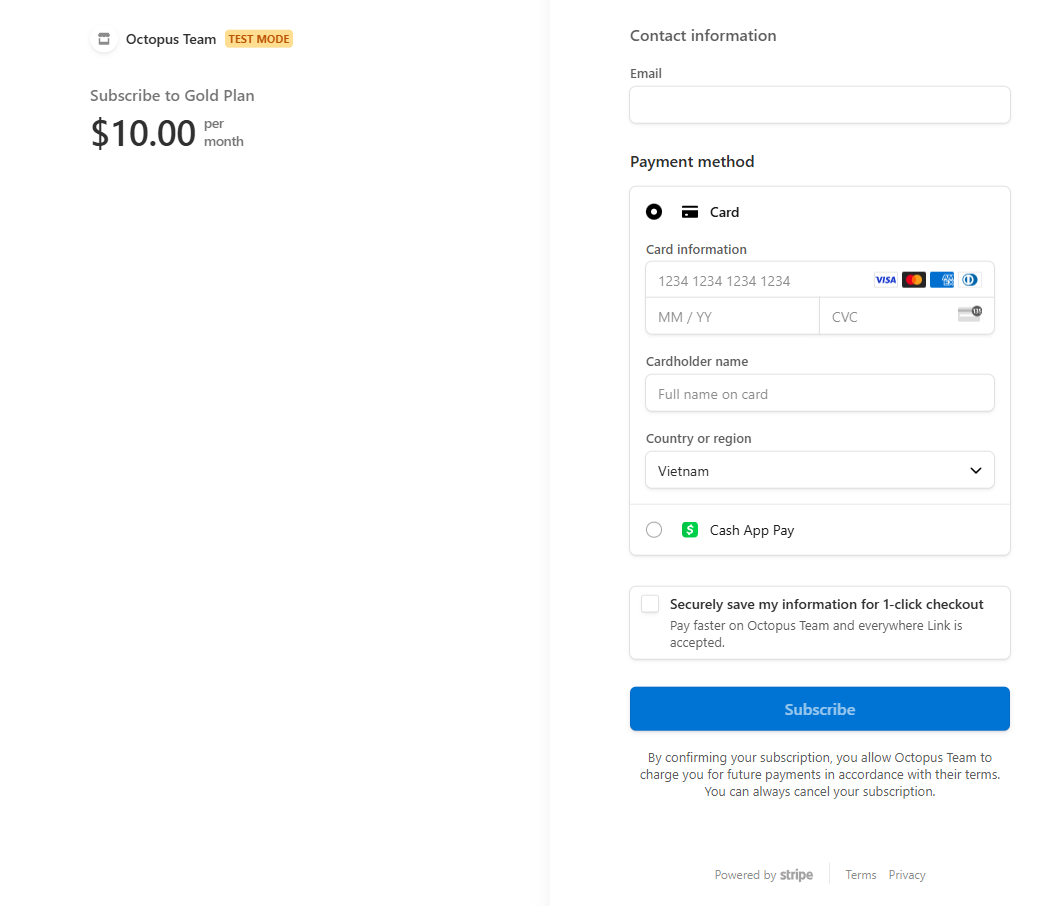 Octopus Team TEST MODE
Subscribe to Gold Plan
$10.00 per
month
Contact information
Email
Payment method
Card
Card information
1234 1234 1234 1234 VISA
MM / YY CVC
Cardholder name
Full name on card
Country or region
Vietnam
$ Cash App Pay
Securely save my information for 1-click checkout
Pay faster on Octopus Team and everywhere Link is
accepted.
Subscribe
By confirming your subscription, you allow Octopus Team to
charge you for future payments in accordance with their terms.
You can always cancel your subscription.
Powered by stripe Terms Privacy